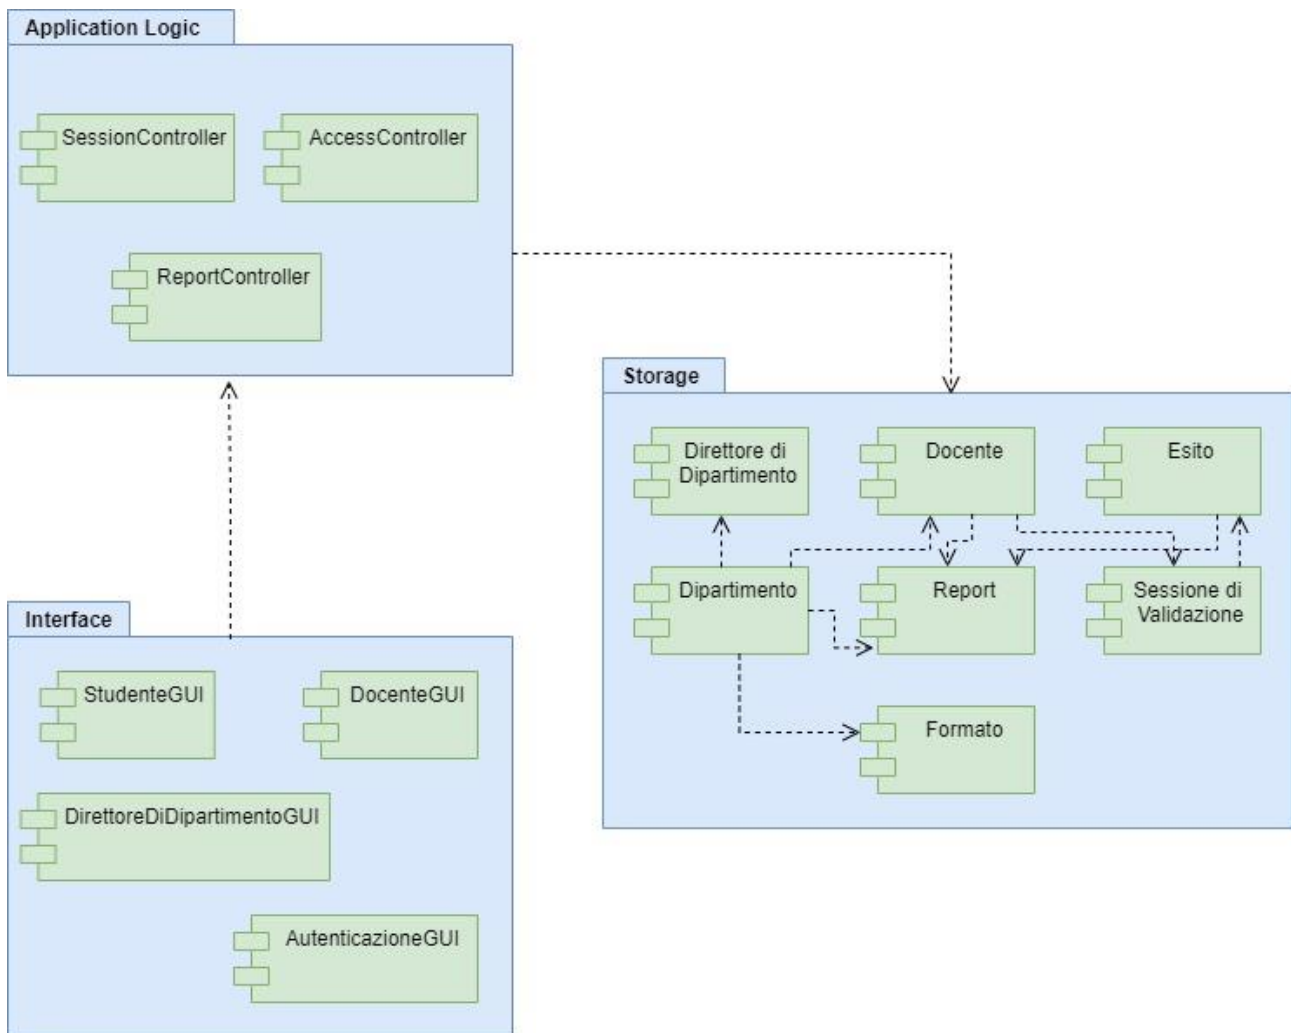 Application Logic
SessionController
AccessController
ReportController
Storage
Direttore di
Dipartimento
Docente
Esito
Dipartimento
Report
Sessione di
Validazione
Formato
Interface
StudenteGUI
DocenteGUI
DirettoreDiDipartimentoGUI
AutenticazioneGUI